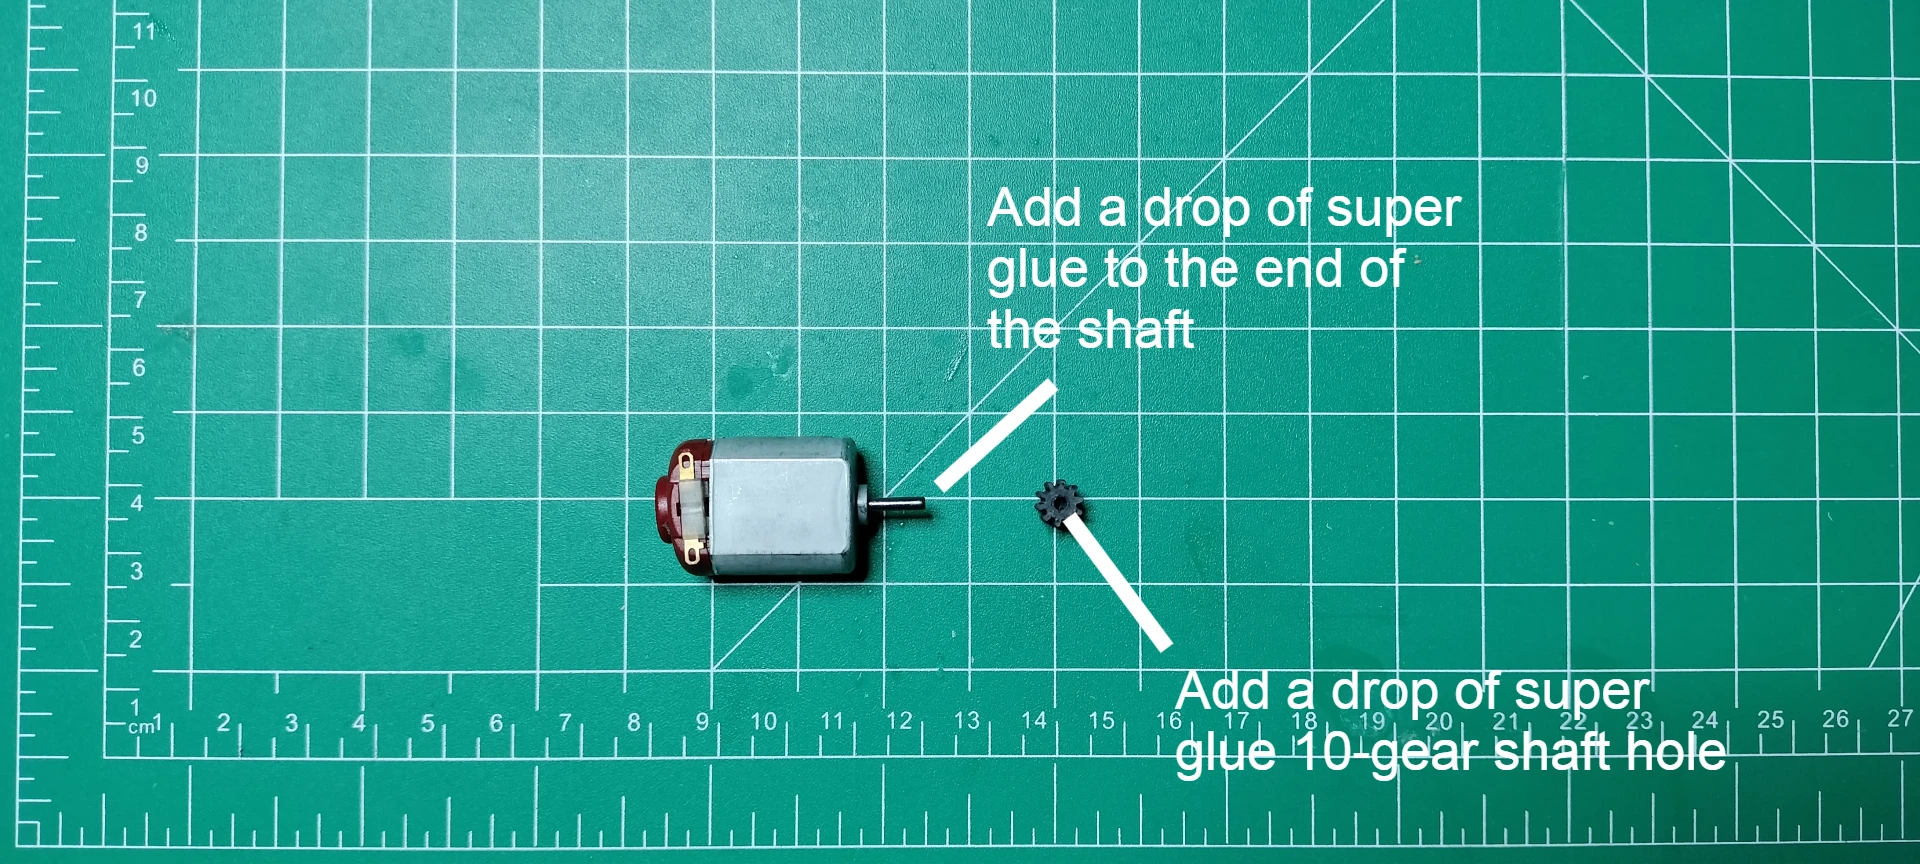 Add a drop of super
glue to the end of
the shaft
Add a drop of super
glue 10-gear shaft hole
11
10
9
8
7
6
5
4
3
2
1
cm 1 2 3 4 5 6 7 8 9 10 11 12 13 14 15 16 17 18 19 20 21 22 23 24 25 26 27